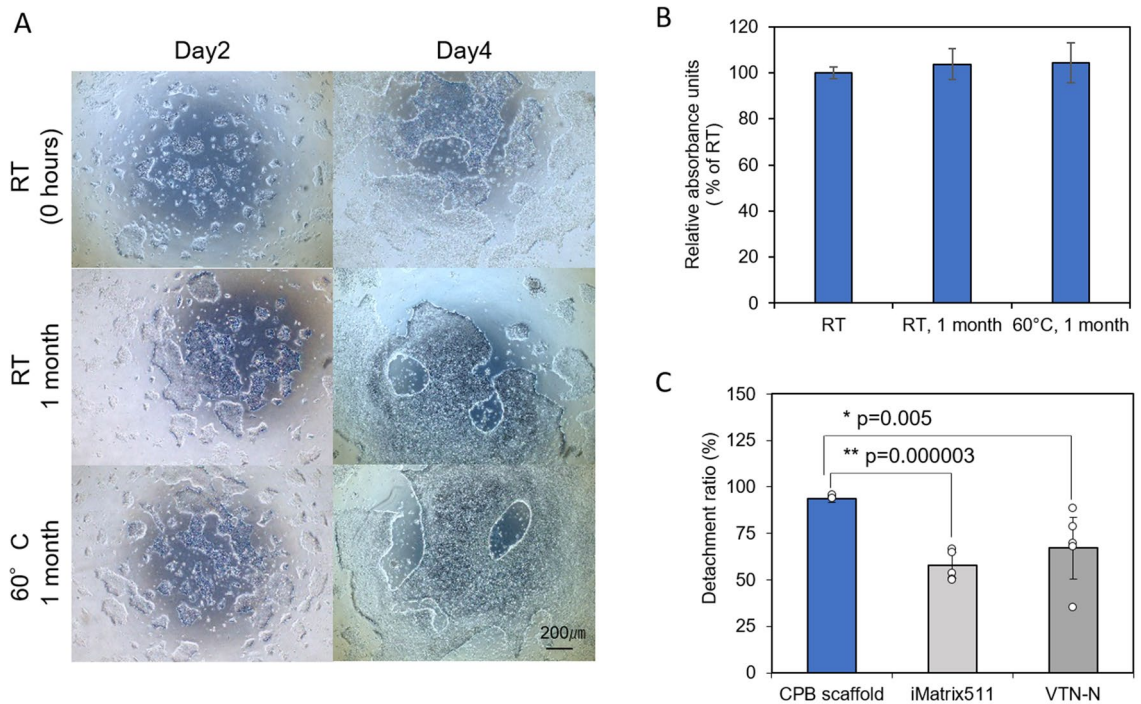 A
Day2
Day4
RT
(0 hours)
RT
1 month
60° C
1 month
200μm
B
Relative absorbance units
( % of RT)
120
100
80
60
40
20
0
RT
RT, 1 month
60°C, 1 month
C
Detachment ratio (%)
150
125
100
75
50
25
0
* p=0.005
** p=0.000003
CPB scaffold
iMatrix511
VTN-N